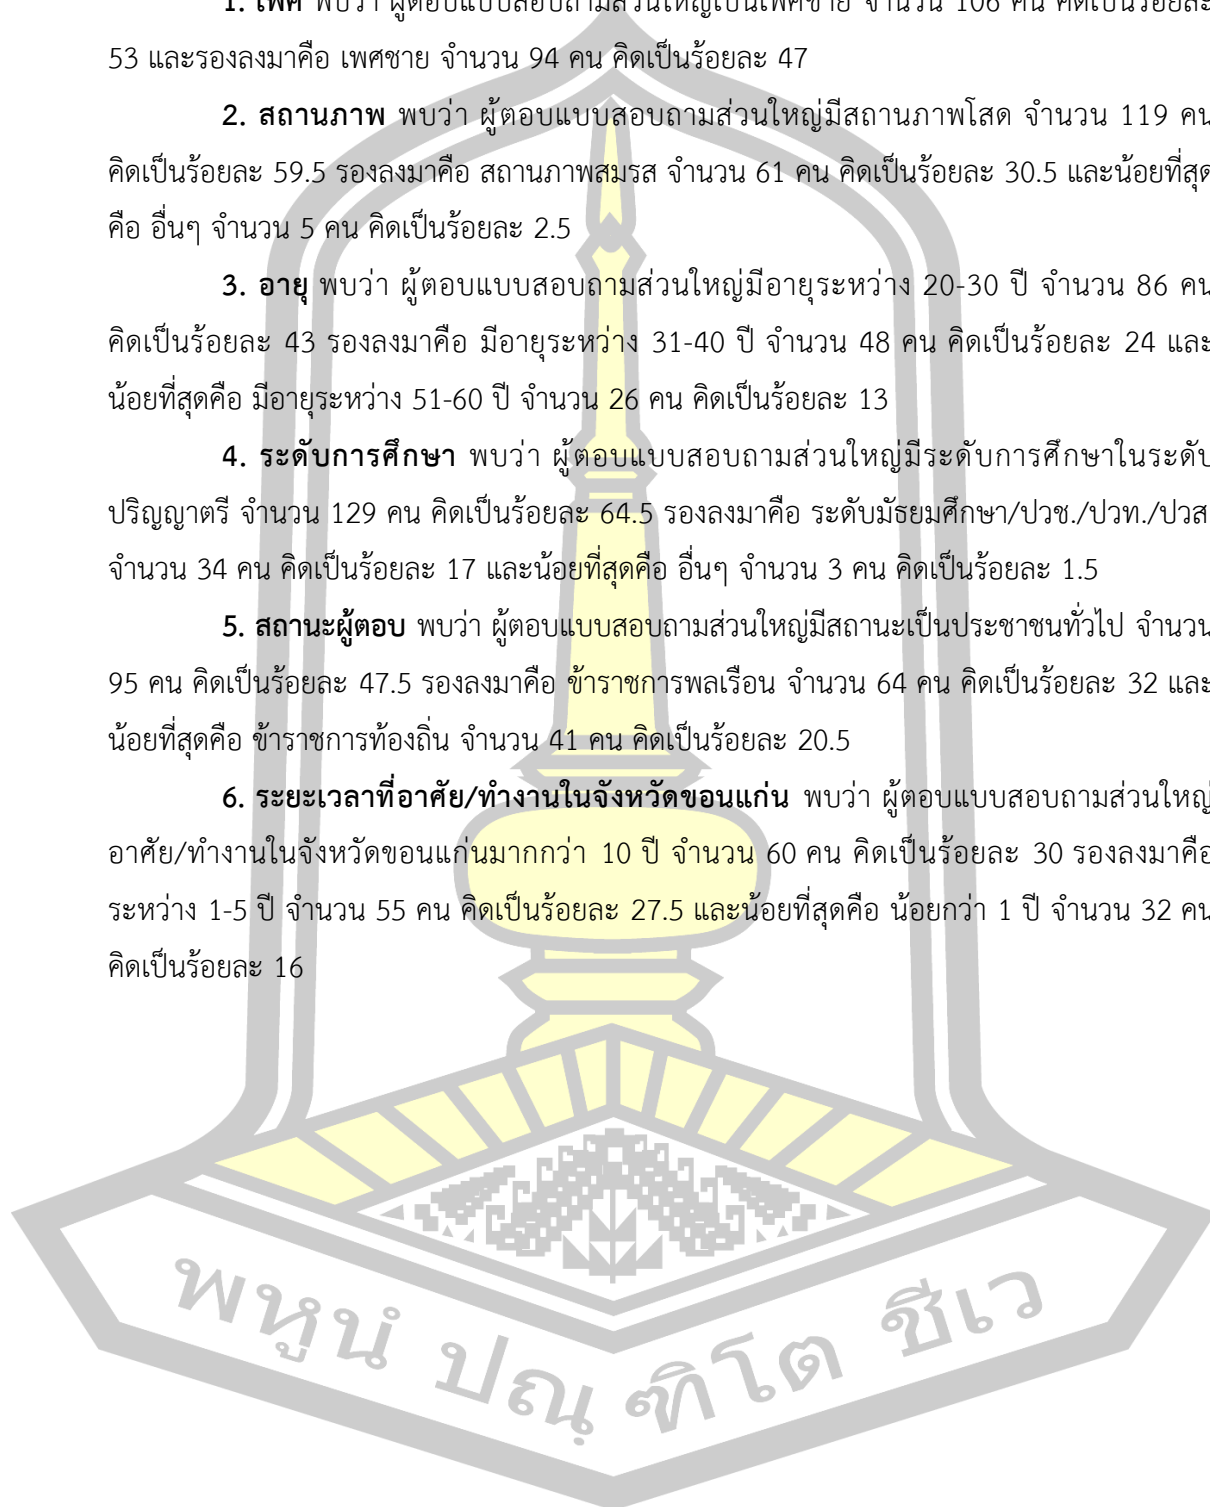 1. เพศ พบว่า ผู้ตอบแบบสอบถามส่วนใหญ่เป็นเพศชาย จำนวน 106 คน คิดเป็นร้อยละ
53 และรองลงมาคือ เพศชาย จำนวน 94 คน คิดเป็นร้อยละ 47
2. สถานภาพ พบว่า ผู้ตอบแบบสอบถามส่วนใหญ่มีสถานภาพโสด จำนวน 119 คน
คิดเป็นร้อยละ 59.5 รองลงมาคือ สถานภาพสมรส จำนวน 61 คน คิดเป็นร้อยละ 30.5 และน้อยที่สุด
คือ อื่นๆ จำนวน 5 คน คิดเป็นร้อยละ 2.5
3. อายุ พบว่า ผู้ตอบแบบสอบถามส่วนใหญ่มีอายุระหว่าง 20-30 ปี จำนวน 86 คน
คิดเป็นร้อยละ 43 รองลงมาคือ มีอายุระหว่าง 31-40 ปี จำนวน 48 คน คิดเป็นร้อยละ 24 และ
น้อยที่สุดคือ มีอายุระหว่าง 51-60 ปี จำนวน 26 คน คิดเป็นร้อยละ 13
4. ระดับการศึกษา พบว่า ผู้ตอบแบบสอบถามส่วนใหญ่มีระดับการศึกษาในระดับ
ปริญญาตรี จำนวน 129 คน คิดเป็นร้อยละ 64.5 รองลงมาคือ ระดับมัธยมศึกษา/ปวช./ปวท./ปวส
จำนวน 34 คน คิดเป็นร้อยละ 17 และน้อยที่สุดคือ อื่นๆ จำนวน 3 คน คิดเป็นร้อยละ 1.5
5. สถานะผู้ตอบ พบว่า ผู้ตอบแบบสอบถามส่วนใหญ่มีสถานะเป็นประชาชนทั่วไป จำนวน
95 คน คิดเป็นร้อยละ 47.5 รองลงมาคือ ข้าราชการพลเรือน จำนวน 64 คน คิดเป็นร้อยละ 32 และ
น้อยที่สุดคือ ข้าราชการท้องถิ่น จำนวน 41 คน คิดเป็นร้อยละ 20.5
6. ระยะเวลาที่อาศัย/ทำงานในจังหวัดขอนแก่น พบว่า ผู้ตอบแบบสอบถามส่วนใหญ่
อาศัย/ทำงานในจังหวัดขอนแก่นมากกว่า 10 ปี จำนวน 60 คน คิดเป็นร้อยละ 30 รองลงมาคือ
ระหว่าง 1-5 ปี จำนวน 55 คน คิดเป็นร้อยละ 27.5 และน้อยที่สุดคือ น้อยกว่า 1 ปี จำนวน 32 คน
คิดเป็นร้อยละ 16
พหูนํ ปณฺฑิโต ชีเว